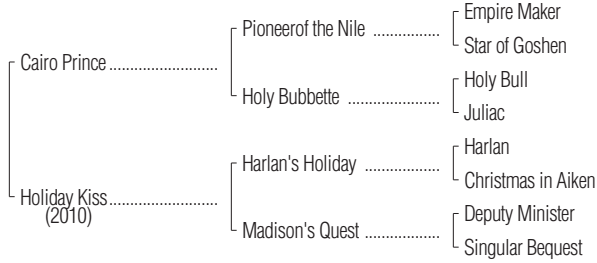 Empire Maker
Pioneerof the Nile ................
Star of Goshen
Cairo Prince ..........................
Holy Bull
Holy Bubbette ......................
Juliac
Harlan
Harlan's Holiday ..................
Christmas in Aiken
Holiday Kiss..........................
(2010)
Deputy Minister
Madison's Quest ..................
Singular Bequest